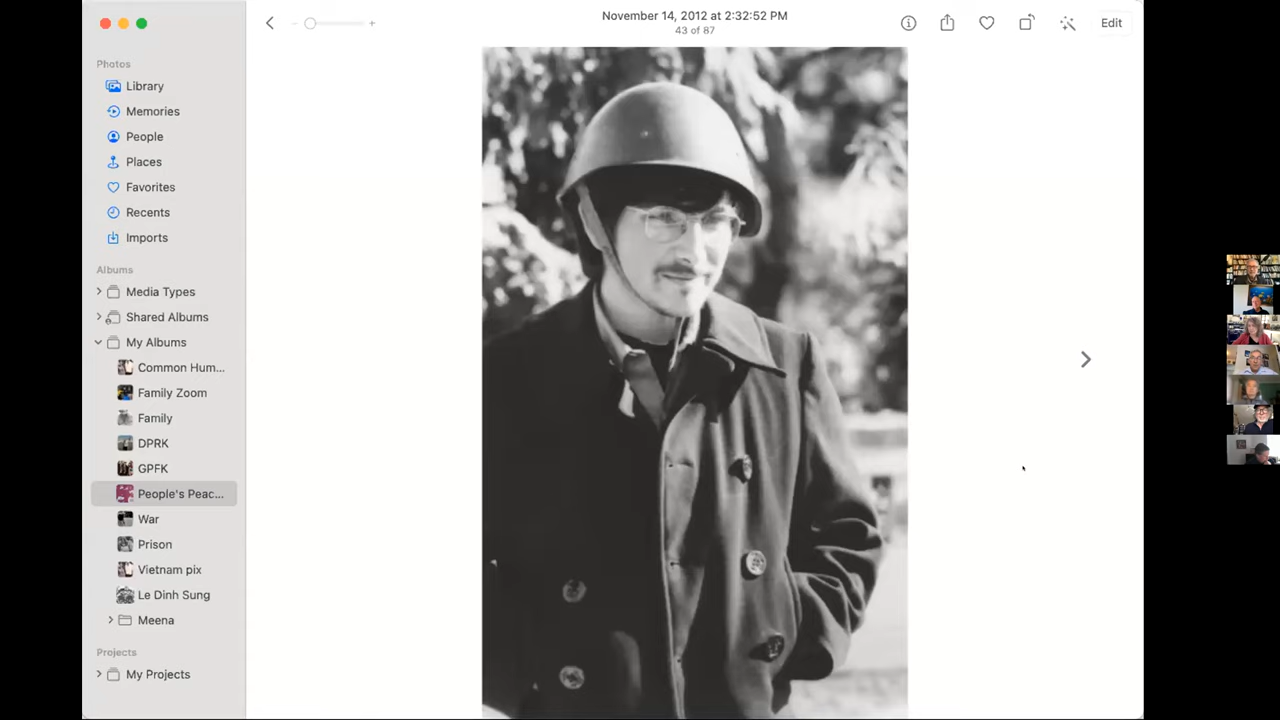 November 14, 2012 at 2:32:52 PM
43 of 87
Edit
Photos
Library
Memories
People
Places
Favorites
Recents
Imports
Albums
Media Types
Shared Albums
My Albums
Common Hum...
Family Zoom
Family
DPRK
GPFK
People's Peac...
War
Prison
Vietnam pix
Le Dinh Sung
Meena
Projects
My Projects